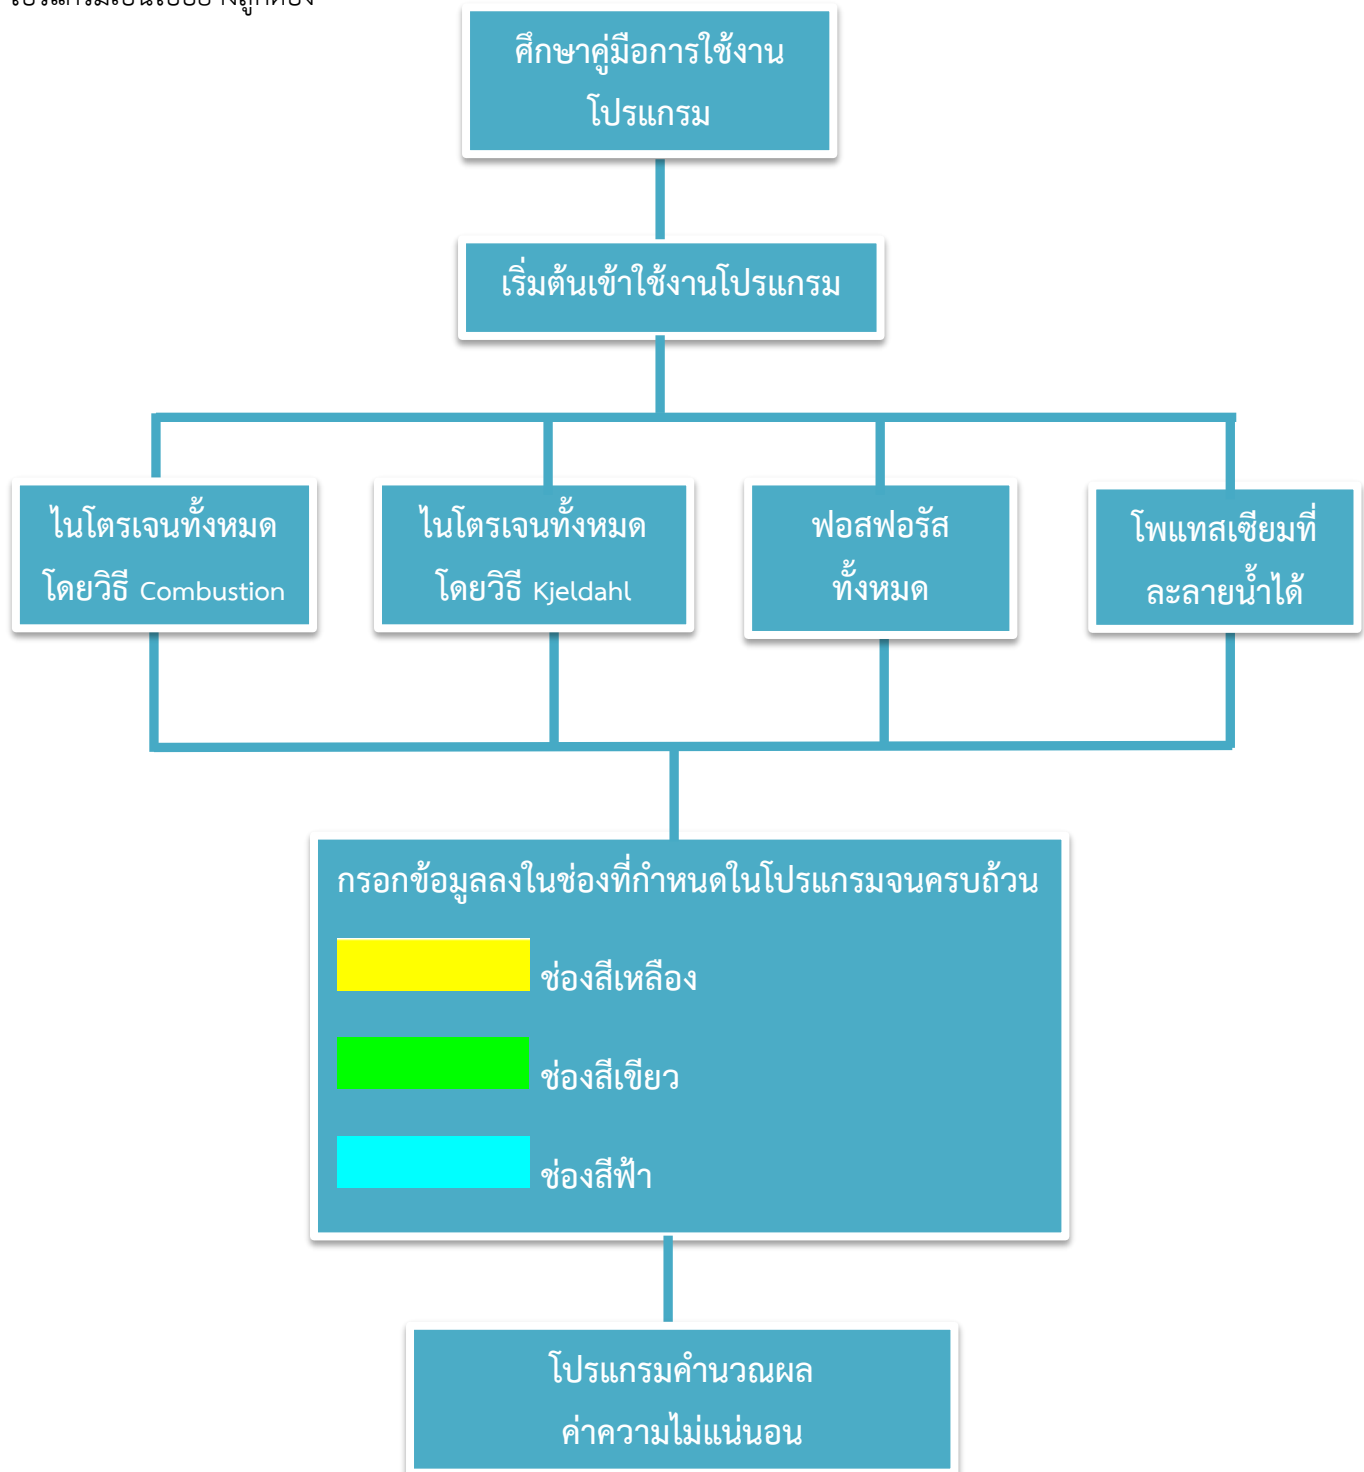 ศึกษาคู่มือการใช้งาน
โปรแกรม
เริ่มต้นเข้าใช้งานโปรแกรม
ไนโตรเจนทั้งหมด
โดยวิธี Combustion
ไนโตรเจนทั้งหมด
โดยวิธี Kjeldahl
ฟอสฟอรัส
ทั้งหมด
โพแทสเซียมที่
ละลายน้ำได้
กรอกข้อมูลลงในช่องที่กำหนดในโปรแกรมจนครบถ้วน
ช่องสีเหลือง
ช่องสีเขียว
ช่องสีฟ้า
โปรแกรมคำนวณผล
ค่าความไม่แน่นอน